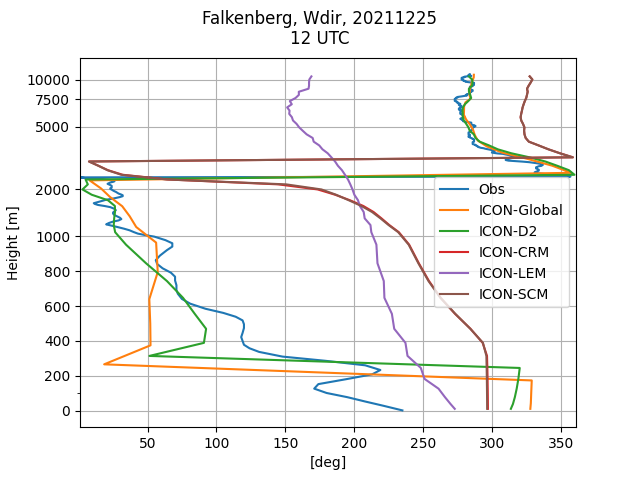 Falkenberg, Wdir, 20211225
12 UTC
Height [m]
10000
7500
5000
2000
1000
800
600
400
200
0
Obs
ICON-Global
ICON-D2
ICON-CRM
ICON-LEM
ICON-SCM
50 100 150 200 250 300 350
[deg]